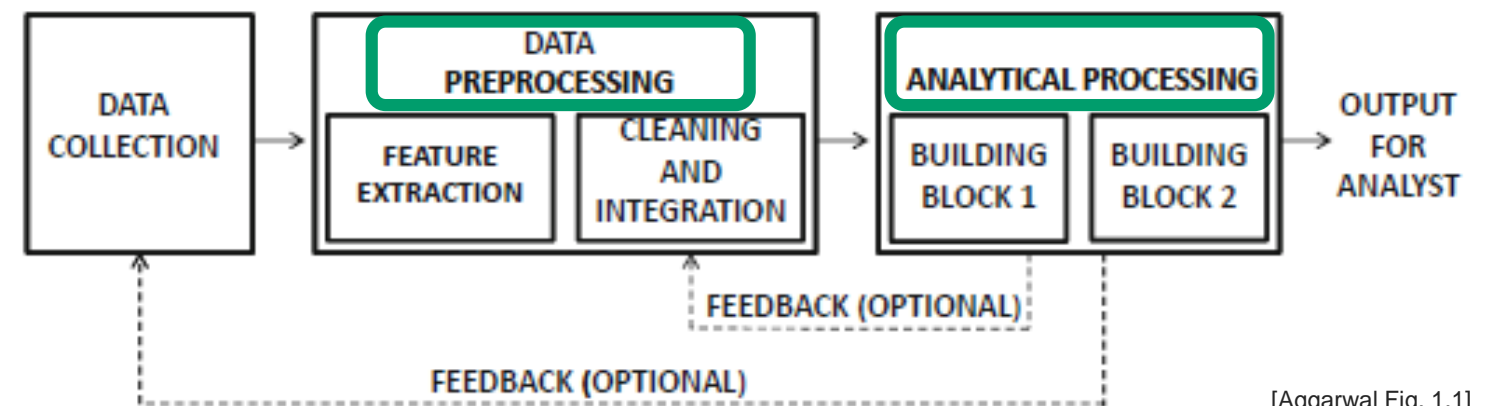 DATA
COLLECTION
DATA
PREPROCESSING
FEATURE
EXTRACTION
CLEANING
AND
INTEGRATION
ANALYTICAL PROCESSING
BUILDING
BLOCK 1
BUILDING
BLOCK 2
OUTPUT
FOR
ANALYST
FEEDBACK (OPTIONAL)
FEEDBACK (OPTIONAL)
[Aggarwal Fig. 1.1]